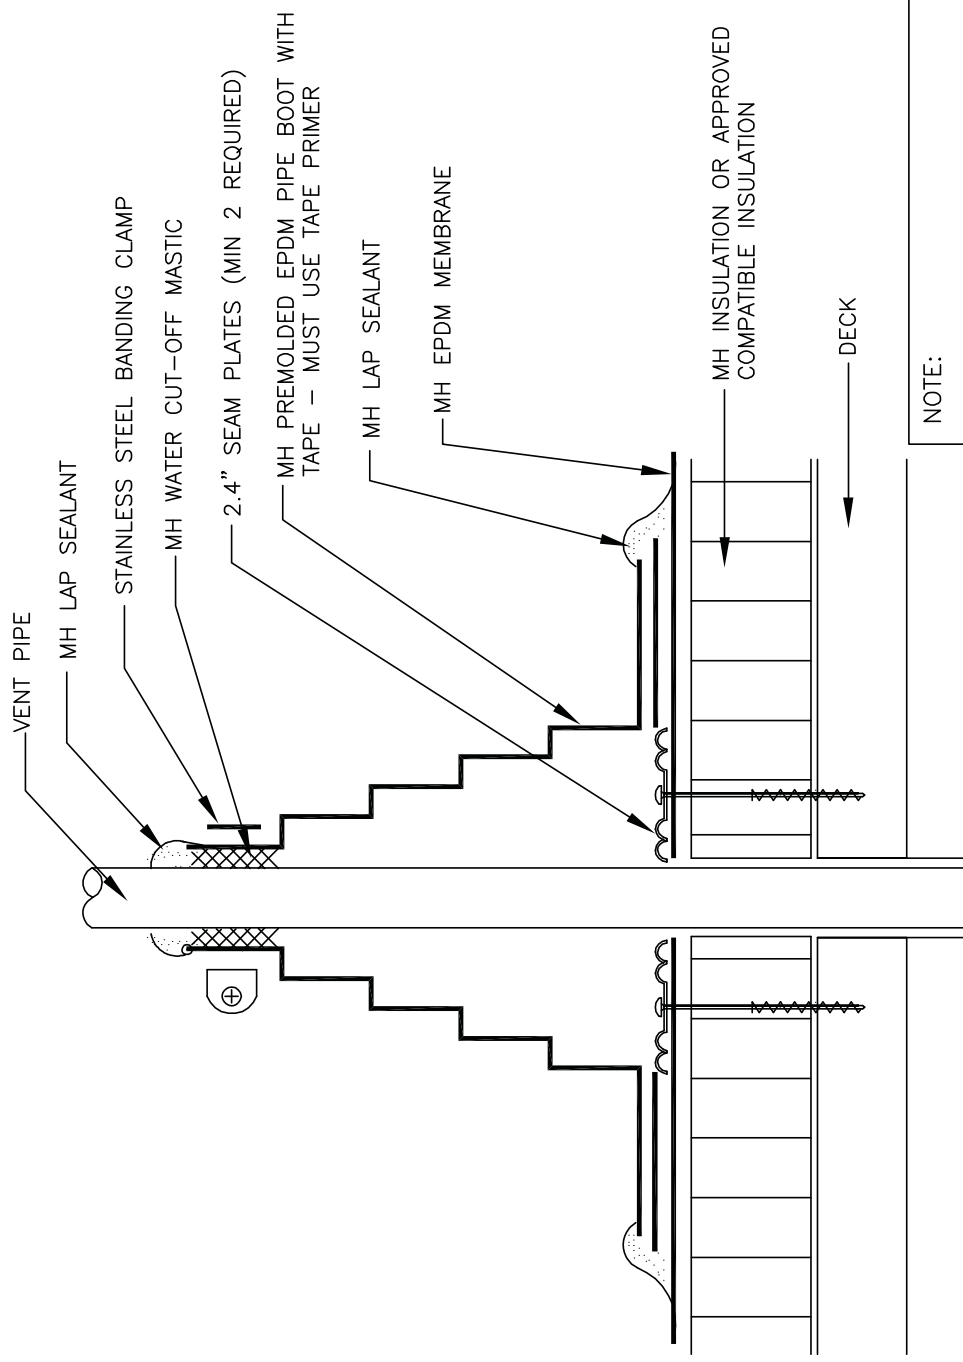 VENT PIPE
MH LAP SEALANT
STAINLESS STEEL BANDING CLAMP
MH WATER CUT-OFF MASTIC
2.4" SEAM PLATES (MIN 2 REQUIRED)
MH PREMOLDED EPDM PIPE BOOT WITH
TAPE - MUST USE TAPE PRIMER
MH LAP SEALANT
MH EPDM MEMBRANE
MH INSULATION OR APPROVED
COMPATIBLE INSULATION
DECK
NOTE: